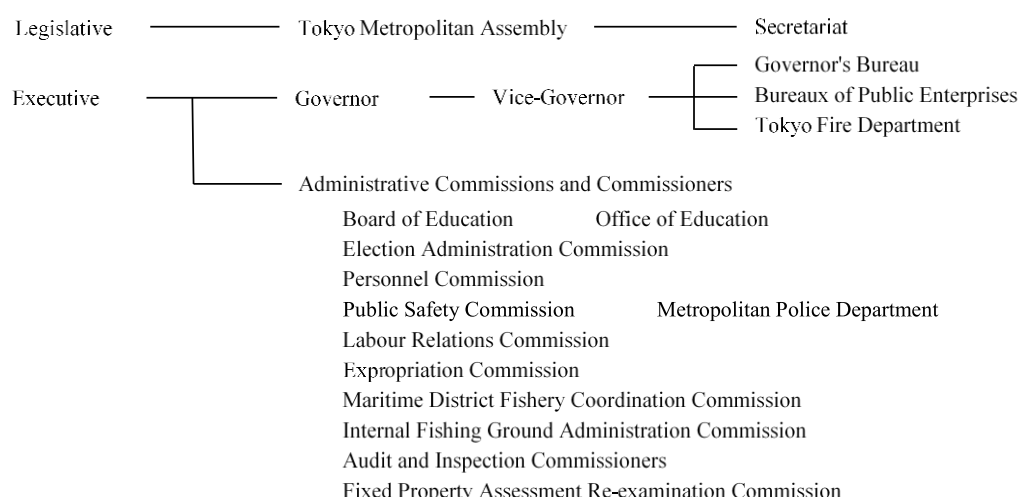 Legislative Tokyo Metropolitan Assembly Secretariat
Governor's Bureau
Executive Governor Vice-Governor Bureaux of Public Enterprises
Tokyo Fire Department
Administrative Commissions and Commissioners
Board of Education Office of Education
Election Administration Commission
Personnel Commission
Public Safety Commission Metropolitan Police Department
Labour Relations Commission
Expropriation Commission
Maritime District Fishery Coordination Commission
Internal Fishing Ground Administration Commission
Audit and Inspection Commissioners
Fixed Property Assessment Re-examination Commission